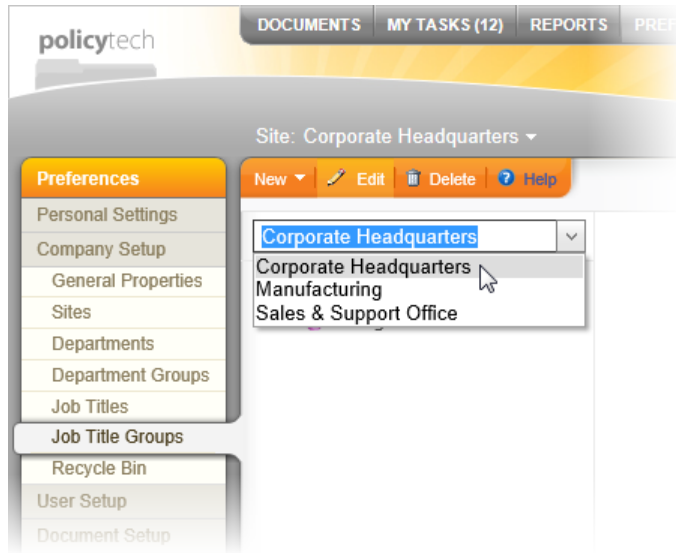 policytech
DOCUMENTS MY TASKS (12) REPORTS
Site: Corporate Headquarters
Preferences
New Edit Delete Help
Personal Settings
Company Setup
General Properties
Sites
Departments
Department Groups
Job Titles
Job Title Groups
Recycle Bin
User Setup
Document Setup
Corporate Headquarters
Corporate Headquarters
Manufacturing
Sales & Support Office